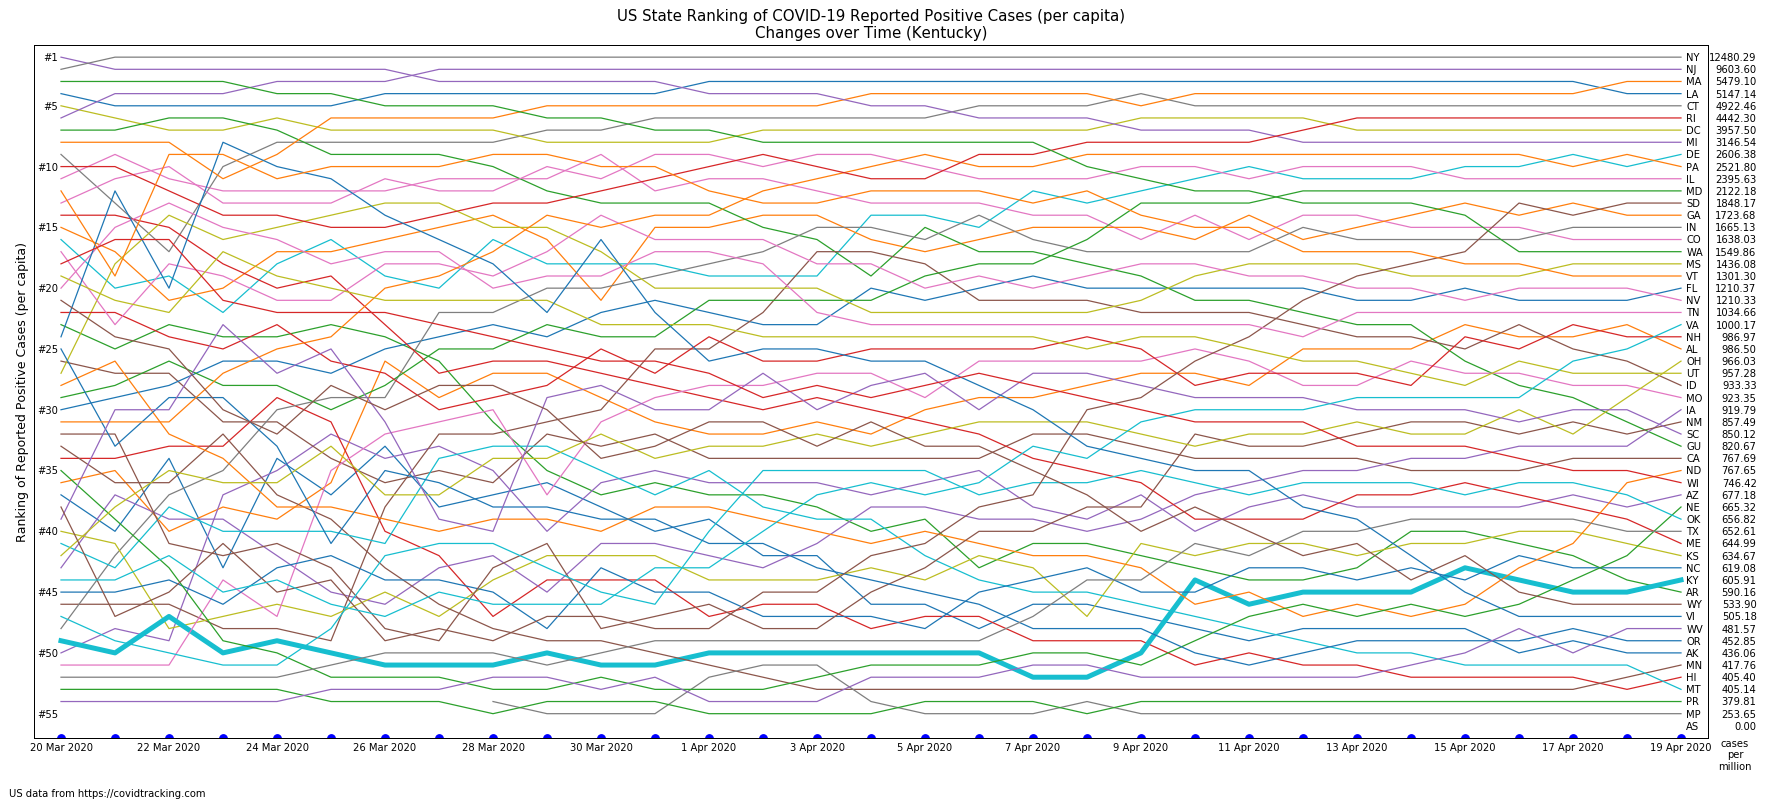 US State Ranking of COVID-19 Reported Positive Cases (per capita)
Changes over Time (Kentucky)
Ranking of Reported Positive Cases (per capita)
#1
#5
#10
#15
#20
#25
#30
#35
#40
#45
#50
#55
NY 12480.29
NJ 9603.60
MA 5479.10
LA 5147.14
CT 4922.46
RI 4442.30
DC 3957.50
MI 3146.54
DE 2606.38
PA 2521.80
IL 2395.63
MD 2122.18
SD 1848.17
GA 1723.68
IN 1665.13
CO 1638.03
WA 1549.86
MS 1436.08
VT 1301.30
FL 1210.37
NV 1210.33
TN 1034.66
VA 1000.17
NH 986.97
AL 986.50
OH 966.03
UT 957.28
ID 933.33
MO 923.35
IA 919.79
NM 857.49
SC 850.12
GU 820.67
CA 767.69
ND 767.65
WI 746.42
AZ 677.18
NE 665.32
OK 656.82
TX 652.61
ME 644.99
KS 634.67
NC 619.08
KY 605.91
AR 590.16
WY 533.90
VI 505.18
WV 481.57
OR 452.85
AK 436.06
MN 417.76
HI 405.40
MT 405.14
PR 379.81
MP 253.65
AS 0.00
20 Mar 2020 22 Mar 2020 24 Mar 2020 26 Mar 2020 28 Mar 2020 30 Mar 2020 1 Apr 2020 3 Apr 2020 5 Apr 2020 7 Apr 2020 9 Apr 2020 11 Apr 2020 13 Apr 2020 15 Apr 2020 17 Apr 2020 19 Apr 2020
cases
per
million
US data from https://covidtracking.com